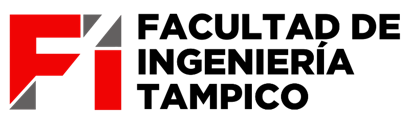 Fi
FACULTAD DE
INGENIERÍA
TAMPICO